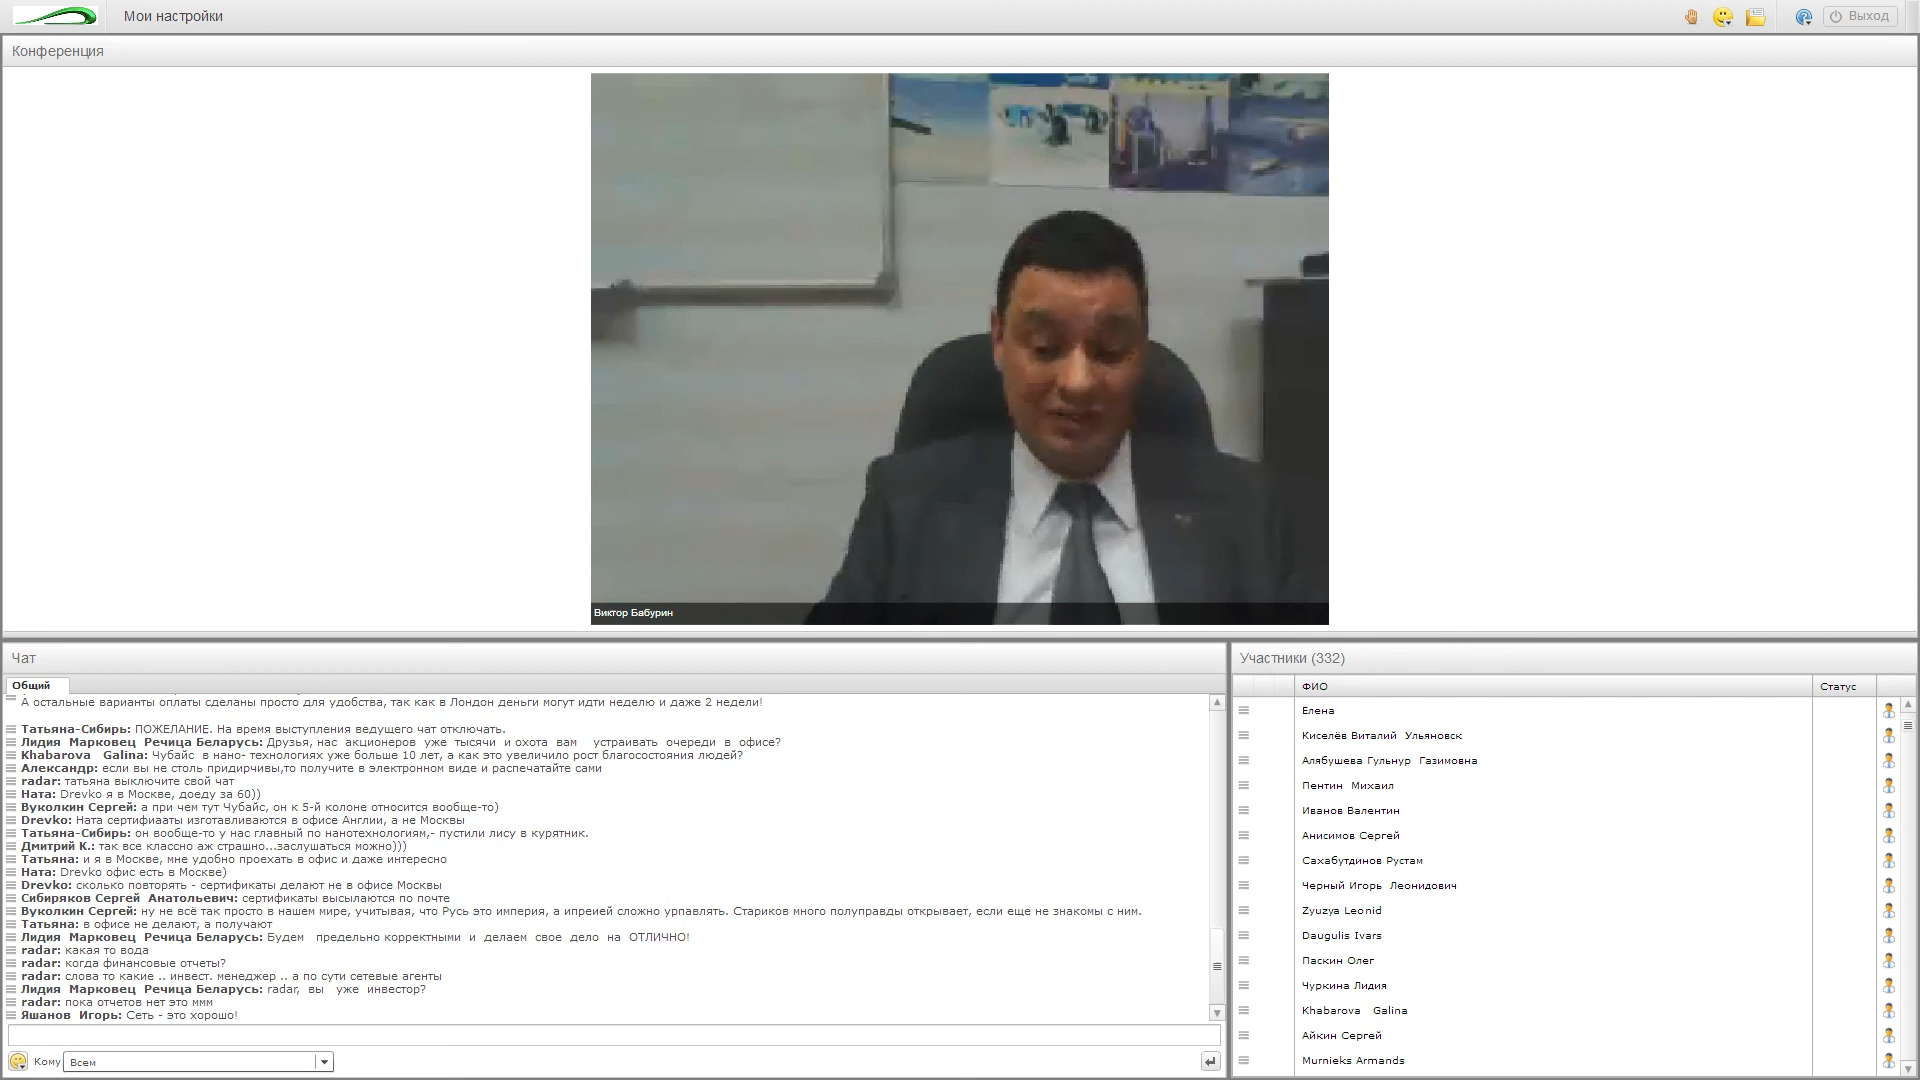 Мои настройки
Выход
Конференция
Виктор Бабурин
Чат
Общий
А остальные варианты оплаты сделаны просто для удобства, так как в Лондон деньги могут идти неделю и даже 2 недели!
Татьяна-Сибирь: ПОЖЕЛАНИЕ. На время выступления ведущего чат отключать.
Лидия Марковец Речица Беларусь: Друзья, нас акционеров уже тысячи и охота вам устраивать очереди в офисе?
Khabarova Galina: Чубайс в нано- технологиях уже больше 10 лет, а как это увеличило рост благосостояния людей?
Александр: если вы не столь придирчивы,то получите в электронном виде и распечатайте сами
radar: татьяна выключите свой чат
Ната: Drevko я в Москве, доеду за 60))
Вуколкин Сергей: а при чем тут Чубайс, он к 5-й колоне относится вообще-то)
Drevko: Ната сертифиааты изготавливаются в офисе Англии, а не Москвы
Татьяна-Сибирь: он вообще-то у нас главный по нанотехнологиям,- пустили лису в курятник.
Дмитрий К.: так все классно аж страшно...заслушаться можно)))
Татьяна: и я в Москве, мне удобно проехать в офис и даже интересно
Ната: Drevko офис есть в Москве)
Drevko: сколько повторять - сертификаты делают не в офисе Москвы
Сибиряков Сергей Анатольевич: сертификаты высылаются по почте
Вуколкин Сергей: ну не всё так просто в нашем мире, учитывая, что Русь это империя, а ипреией сложно урпавлять. Стариков много полуправды открывает, если еще не знакомы с ним.
Татьяна: в офисе не делают, а получают
Лидия Марковец Речица Беларусь: Будем предельно корректными и делаем свое дело на ОТЛИЧНО!
radar: какая то вода
radar: когда финансовые отчеты?
radar: слова то какие .. инвест. менеджер .. а по сути сетевые агенты
Лидия Марковец Речица Беларусь: radar, вы уже инвестор?
radar: пока отчетов нет это ммм
Яшанов Игорь: Сеть - это хорошо!
Кому
Всем
Участники (332)
ФИО
Статус
Елена
Киселёв Виталий Ульяновск
Алябушева Гульнур Газимовна
Пентин Михаил
Иванов Валентин
Анисимов Сергей
Сахабутдинов Рустам
Черный Игорь Леонидович
Zyuzya Leonid
Daugulis Ivars
Паскин Олег
Чуркина Лидия
Khabarova Galina
Айкин Сергей
Murnieks Armands